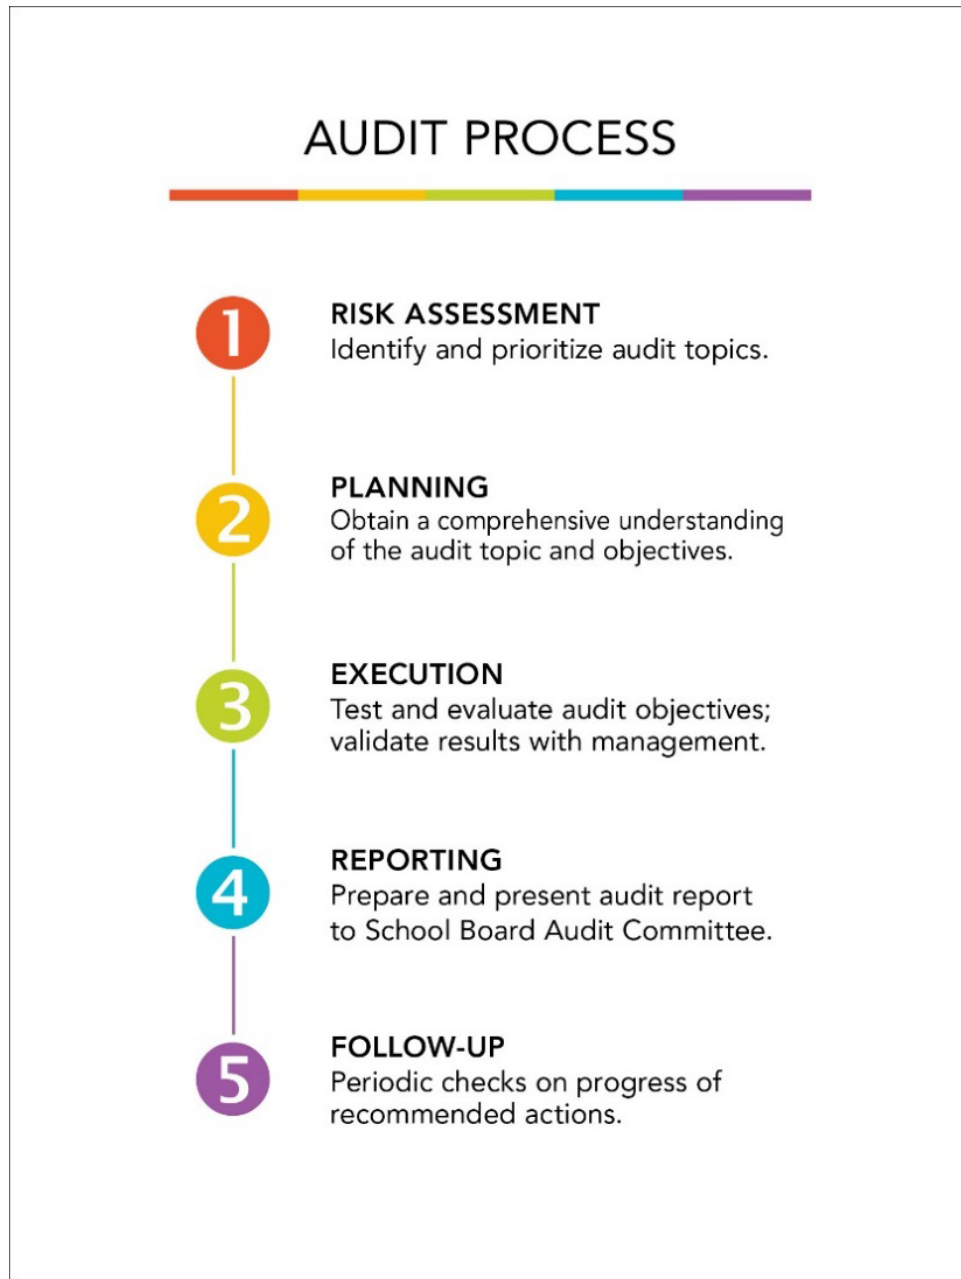 AUDIT PROCESS
1
RISK ASSESSMENT
Identify and prioritize audit topics.
2
PLANNING
Obtain a comprehensive understanding
of the audit topic and objectives.
3
EXECUTION
Test and evaluate audit objectives;
validate results with management.
4
REPORTING
Prepare and present audit report
to School Board Audit Committee.
5
FOLLOW-UP
Periodic checks on progress of
recommended actions.